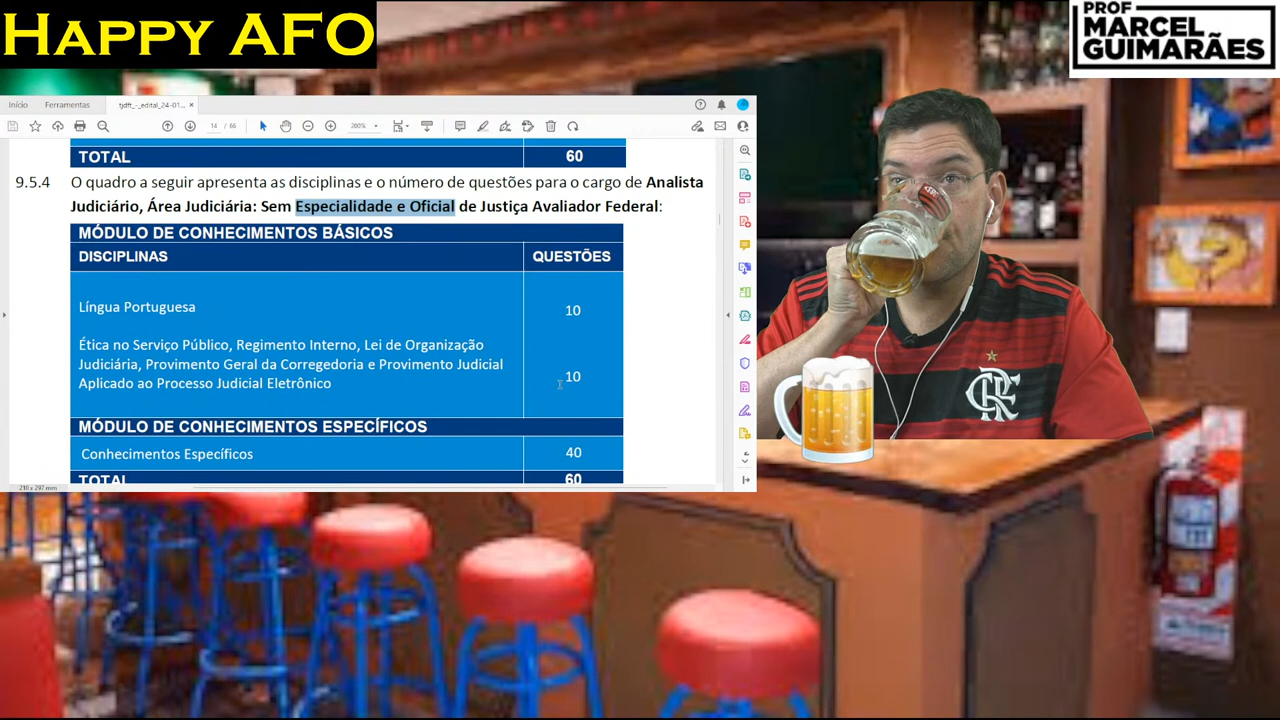 HAPPY AFO
PROF
MARCEL
GUIMARÃES
Início
Ferramentas
tjdft_-_edital_24-01...
14 / 66
200%
TOTAL 60
9.5.4 O quadro a seguir apresenta as disciplinas e o número de questões para o cargo de Analista
Judiciário, Área Judiciária: Sem Especialidade e Oficial de Justiça Avaliador Federal:
MÓDULO DE CONHECIMENTOS BÁSICOS
DISCIPLINAS QUESTÕES
Língua Portuguesa 10
Ética no Serviço Público, Regimento Interno, Lei de Organização
Judiciária, Provimento Geral da Corregedoria e Provimento Judicial
Aplicado ao Processo Judicial Eletrônico 10
MÓDULO DE CONHECIMENTOS ESPECÍFICOS
Conhecimentos Específicos 40
TOTAL 60
210 x 297 mm